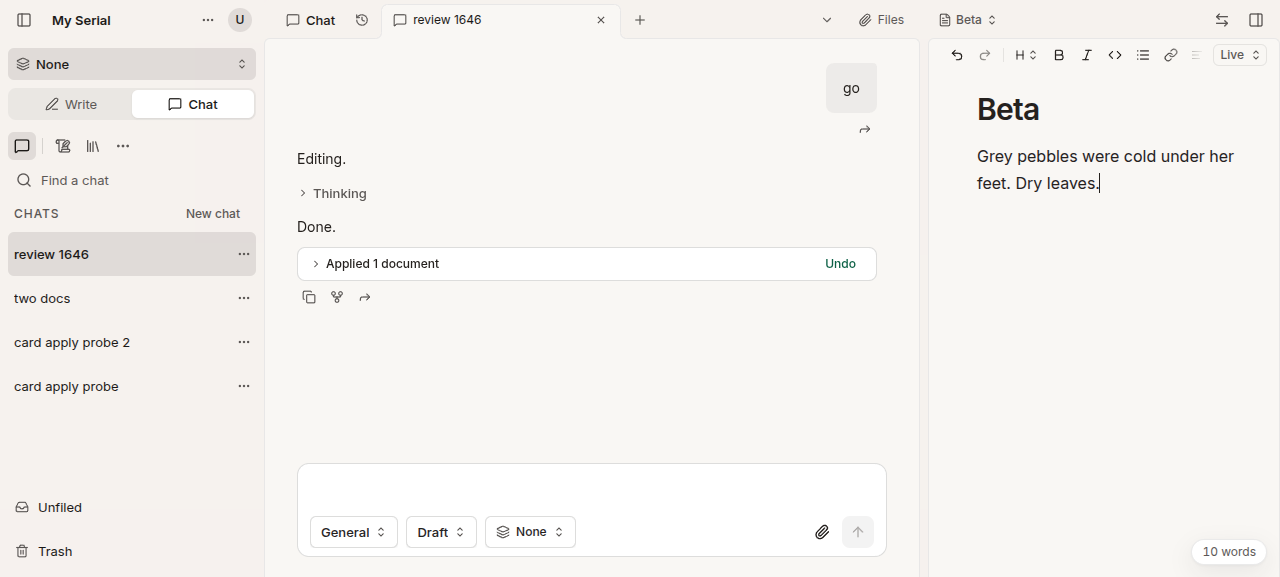 My Serial
U
None
Write
Chat
Find a chat
CHATS
New chat
review 1646
two docs
card apply probe 2
card apply probe
Unfiled
Trash
Chat
review 1646
go
Editing.
Thinking
Done.
Applied 1 document
Undo
General
Draft
None
Files
Beta
H
B
I
Live
Beta
Grey pebbles were cold under her
feet. Dry leaves.
10 words